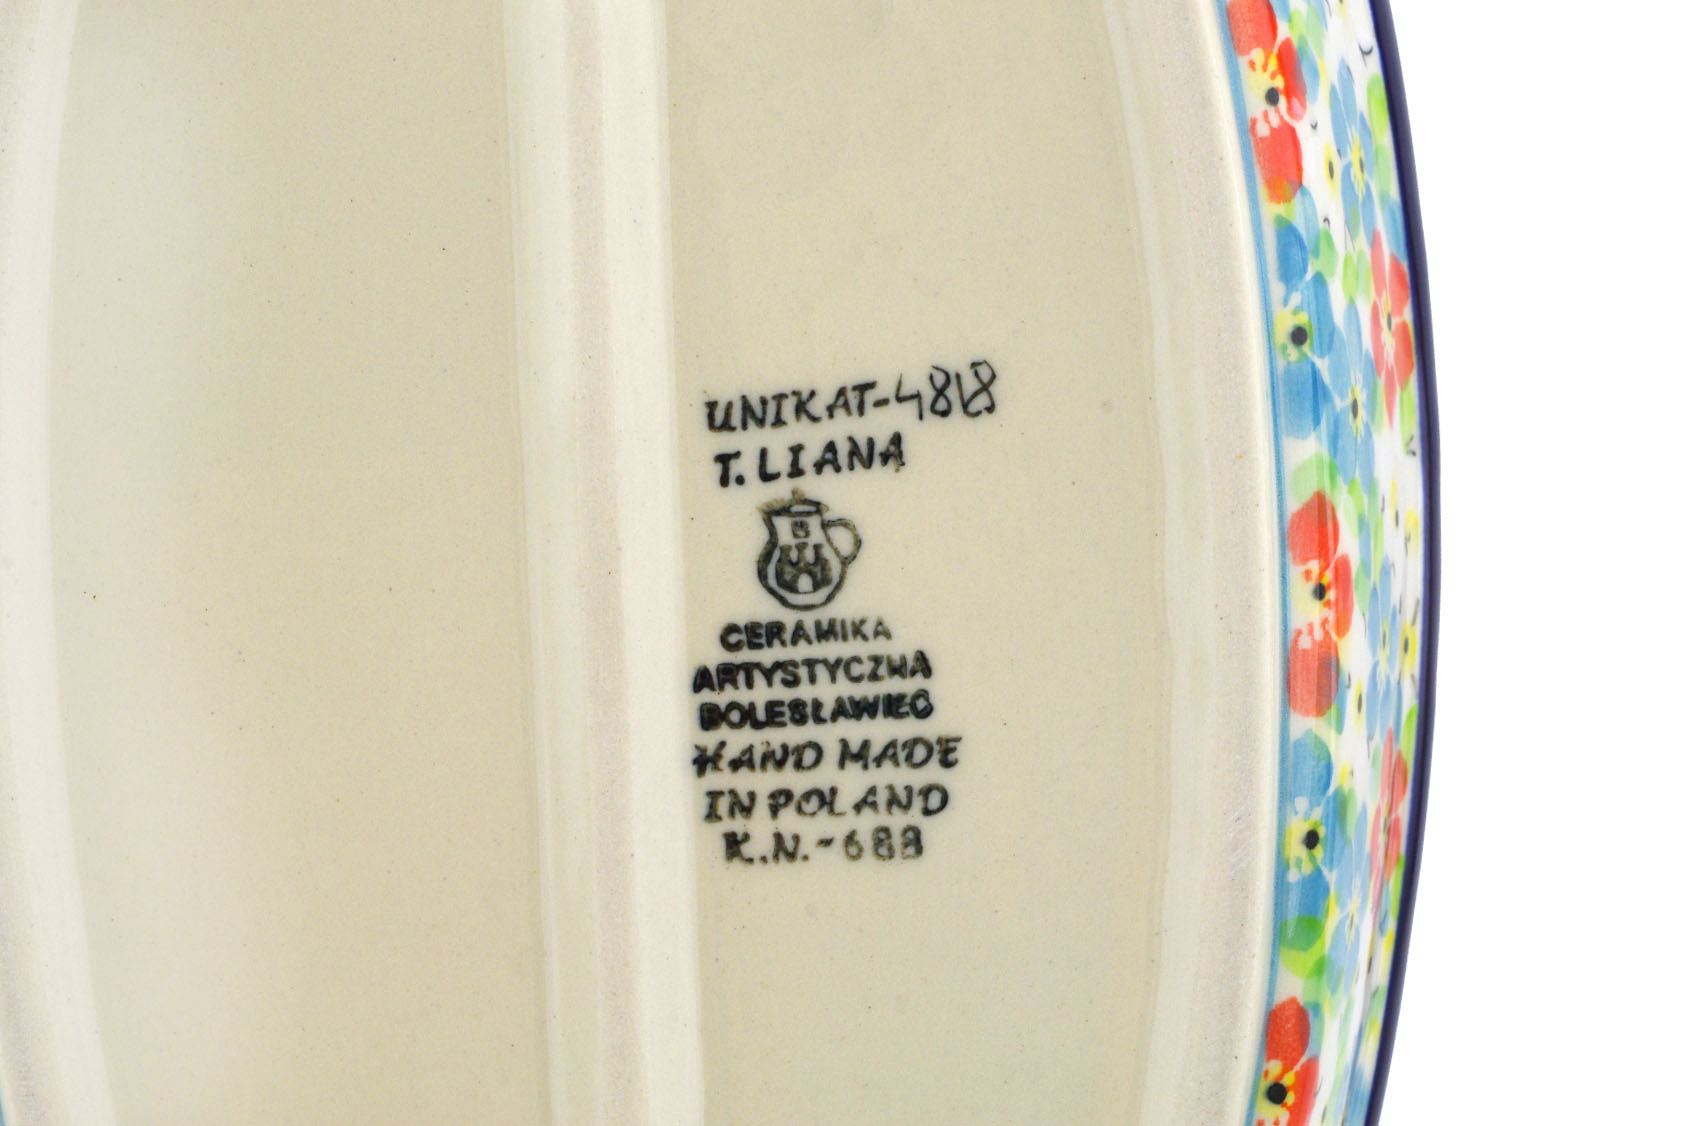 UNIKAT-4818
T. LIANA
B
CERAMIKA
ARTYSTYCZNA
BOLESŁAWIEC
HAND MADE
IN POLAND
K.N.-688